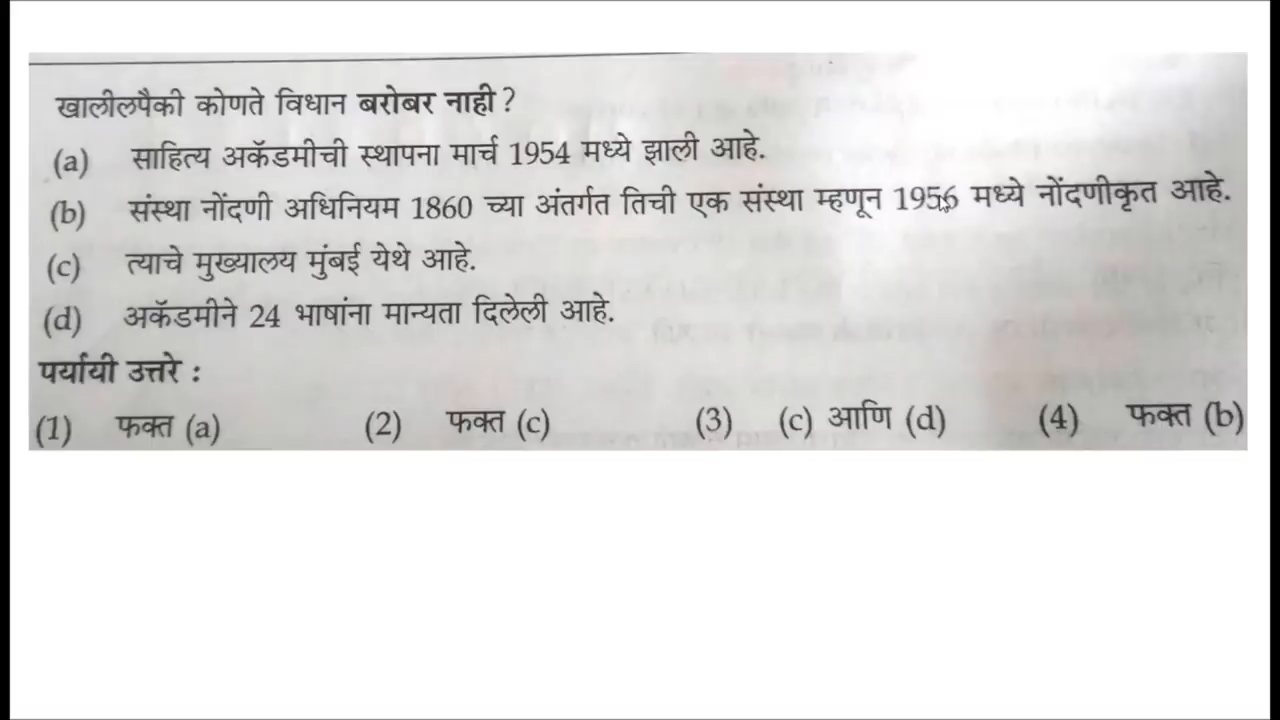 खालीलपैकी कोणते विधान बरोबर नाही ?
(a) साहित्य अकॅडमीची स्थापना मार्च 1954 मध्ये झाली आहे.
(b) संस्था नोंदणी अधिनियम 1860 च्या अंतर्गत तिची एक संस्था म्हणून 1956 मध्ये नोंदणीकृत आहे.
(c) त्याचे मुख्यालय मुंबई येथे आहे.
(d) अकॅडमीने 24 भाषांना मान्यता दिलेली आहे.
पर्यायी उत्तरे :
(1) फक्त (a) (2) फक्त (c) (3) (c) आणि (d) (4) फक्त (b)